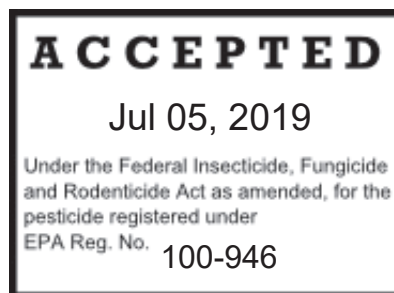 ACCEPTED
Jul 05, 2019
Under the Federal Insecticide, Fungicide
and Rodenticide Act as amended, for the
pesticide registered under
EPA Reg. No. 100-946